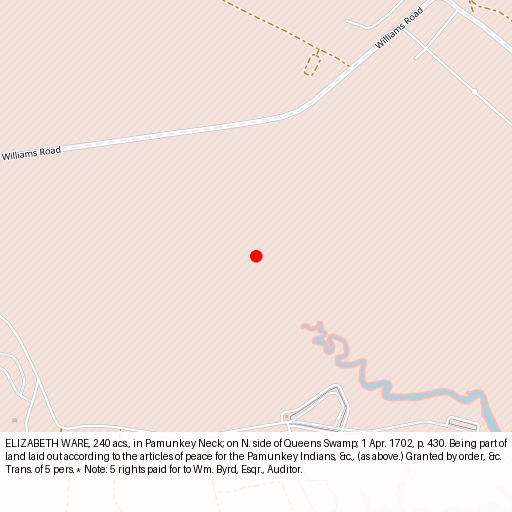 Williams Road
Williams Road
ELIZABETH WARE, 240 acs., in Pamunkey Neck; on N. side of Queens Swamp; 1 Apr. 1702, p. 430. Being part of
land laid out according to the articles of peace for the Pamunkey Indians, &c., (as above.) Granted by order, &c.
Trans. of 5 pers.* Note: 5 rights paid for to Wm. Byrd, Esqr., Auditor.